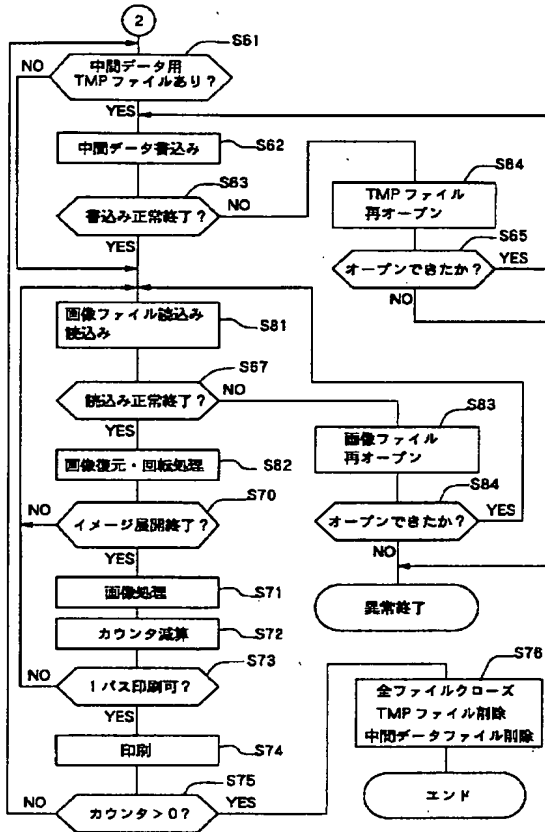 2
S61
中間データ用
TMPファイルあり?
NO
YES
中間データ書込み
S62
S63
書込み正常終了?
NO
YES
S64
TMPファイル
再オープン
S65
オープンできたか?
YES
NO
画像ファイル読込み
読込み
S81
S67
読込み正常終了?
NO
YES
S83
画像ファイル
再オープン
S84
オープンできたか?
YES
NO
異常終了
画像復元・回転処理
S82
S70
イメージ展開終了?
NO
YES
画像処理
S71
カウンタ減算
S72
S73
1パス印刷可?
NO
YES
印刷
S74
S75
カウンタ>0?
NO
YES
S76
全ファイルクローズ
TMPファイル削除
中間データファイル削除
エンド